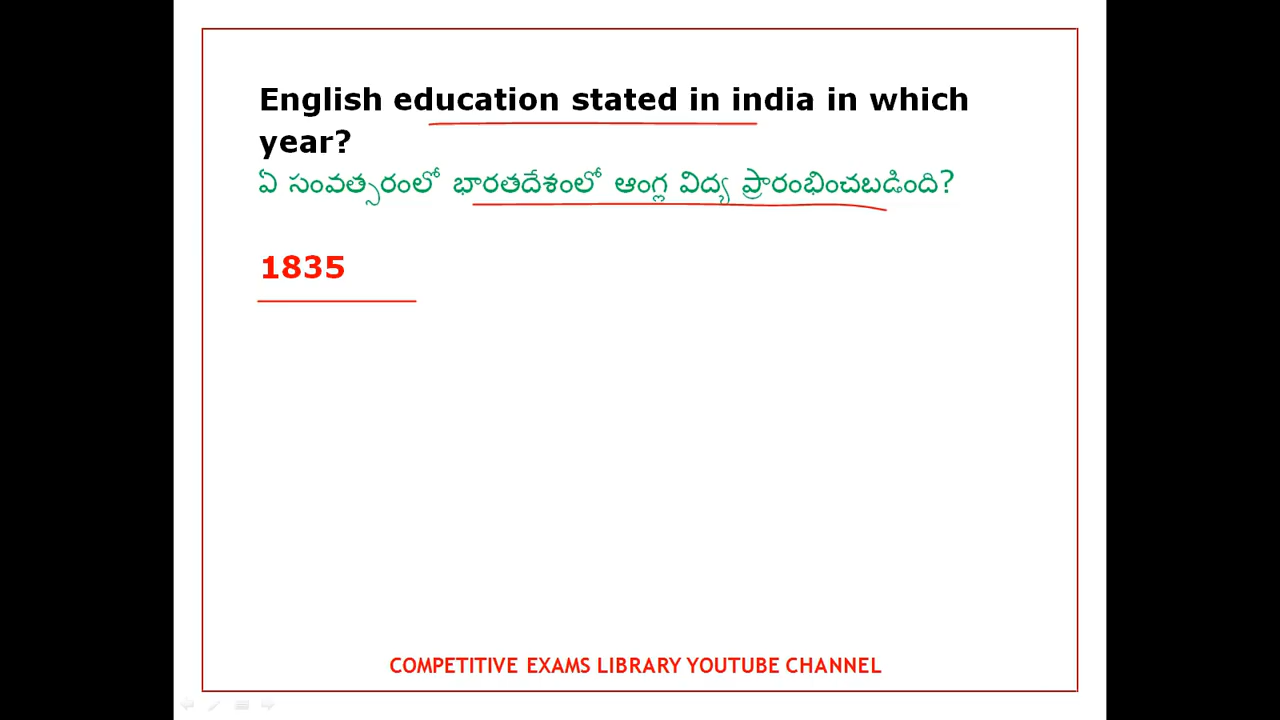 English education stated in india in which
year?
ఏ సంవత్సరంలో భారతదేశంలో ఆంగ్ల విద్య ప్రారంభించబడింది?
1835
COMPETITIVE EXAMS LIBRARY YOUTUBE CHANNEL